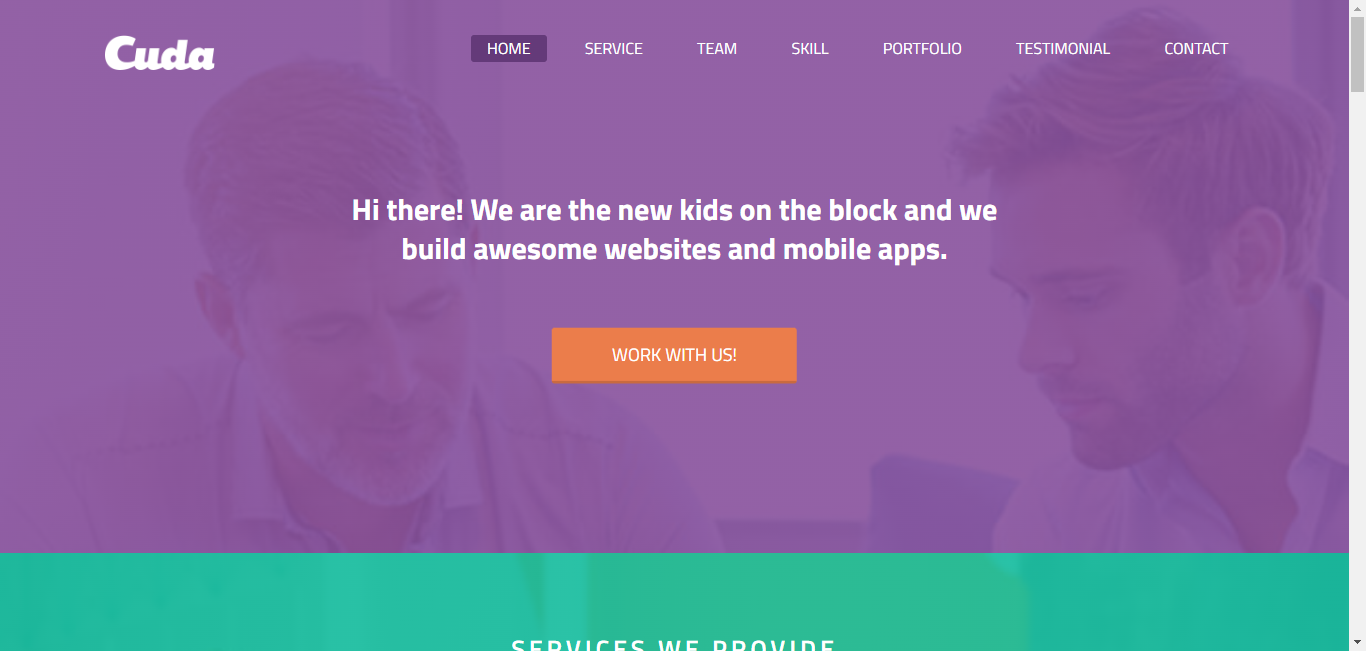 Cuda
HOME SERVICE TEAM SKILL PORTFOLIO TESTIMONIAL CONTACT
Hi there! We are the new kids on the block and we
build awesome websites and mobile apps.
WORK WITH US!
SERVICES WE PROVIDE